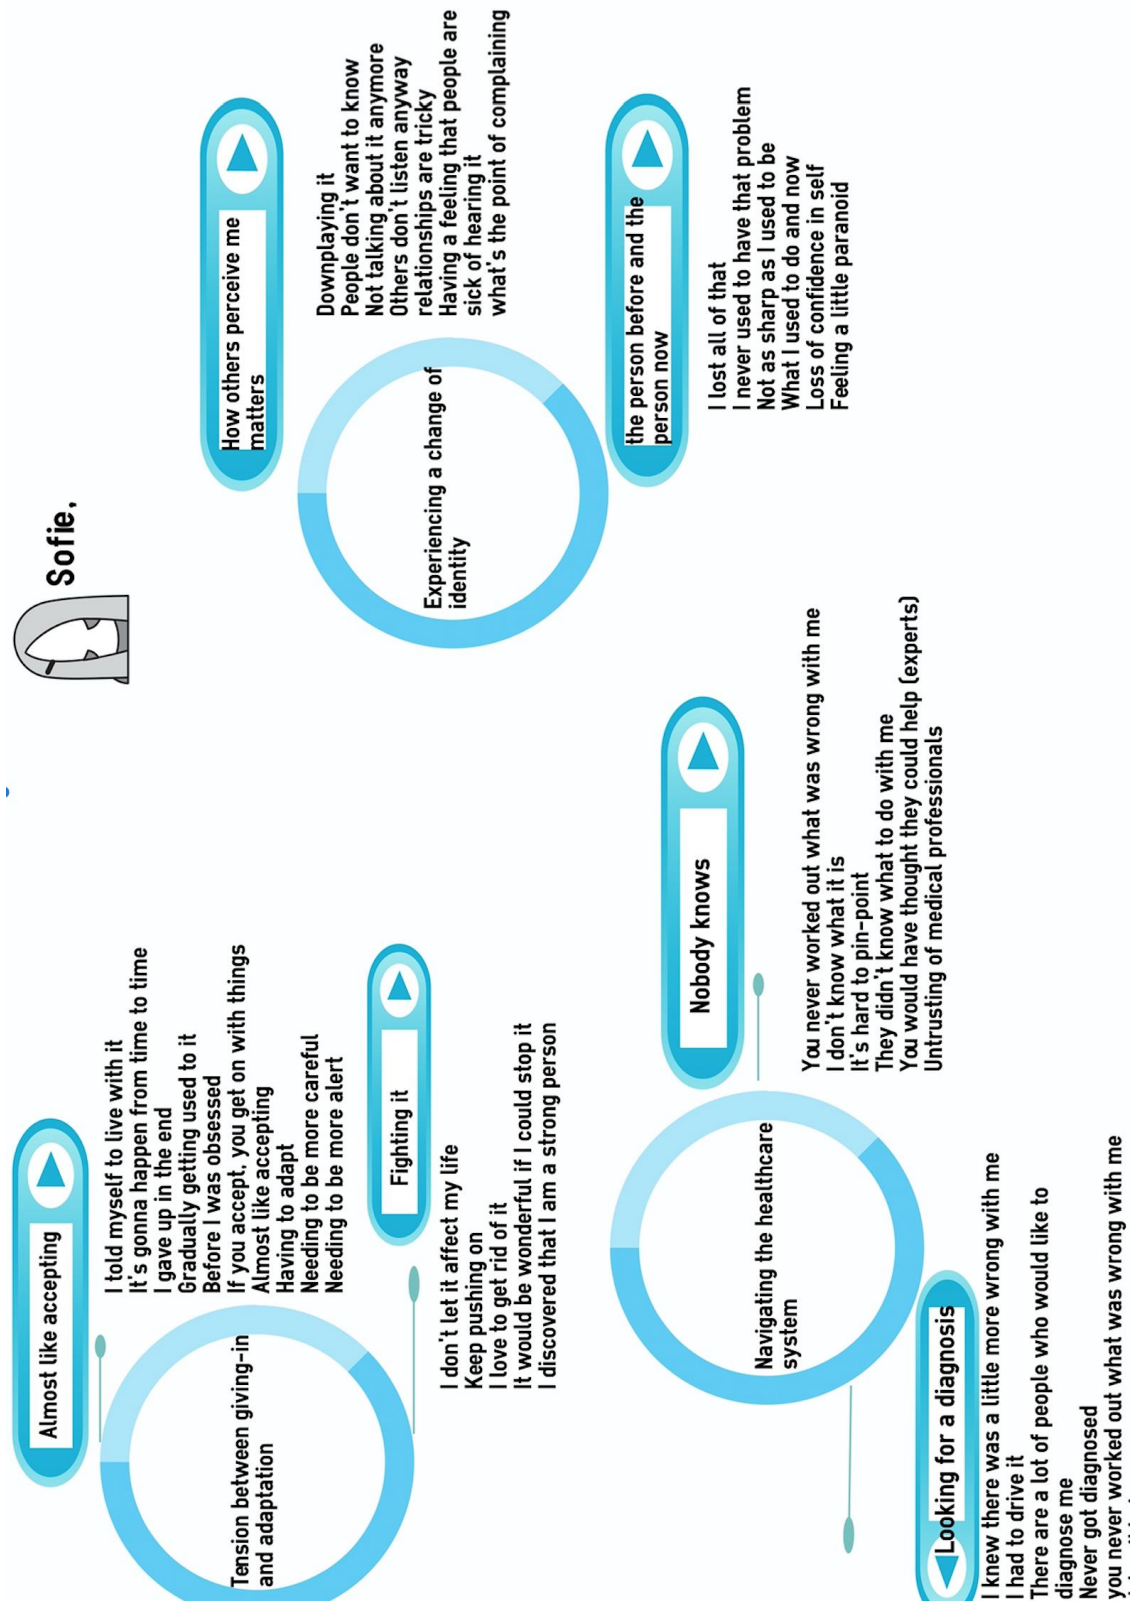 Sofie,
Almost like accepting
I told myself to live with it
It's gonna happen from time to time
I gave up in the end
Gradually getting used to it
Before I was obsessed
If you accept, you get on with things
Almost like accepting
Having to adapt
Needing to be more careful
Needing to be more alert
Tension between giving-in
and adaptation
Fighting it
I don't let it affect my life
Keep pushing on
I love to get rid of it
It would be wonderful if I could stop it
I discovered that I am a strong person
How others perceive me
matters
Downplaying it
People don't want to know
Not talking about it anymore
Others don't listen anyway
relationships are tricky
Having a feeling that people are
sick of hearing it
what's the point of complaining
Experiencing a change of
identity
the person before and the
person now
I lost all of that
I never used to have that problem
Not as sharp as I used to be
What I used to do and now
Loss of confidence in self
Feeling a little paranoid
Nobody knows
You never worked out what was wrong with me
I don't know what it is
It's hard to pin-point
They didn't know what to do with me
You would have thought they could help (experts)
Untrusting of medical professionals
Navigating the healthcare
system
Looking for a diagnosis
I knew there was a little more wrong with me
I had to drive it
There are a lot of people who would like to
diagnose me
Never got diagnosed
you never worked out what was wrong with me